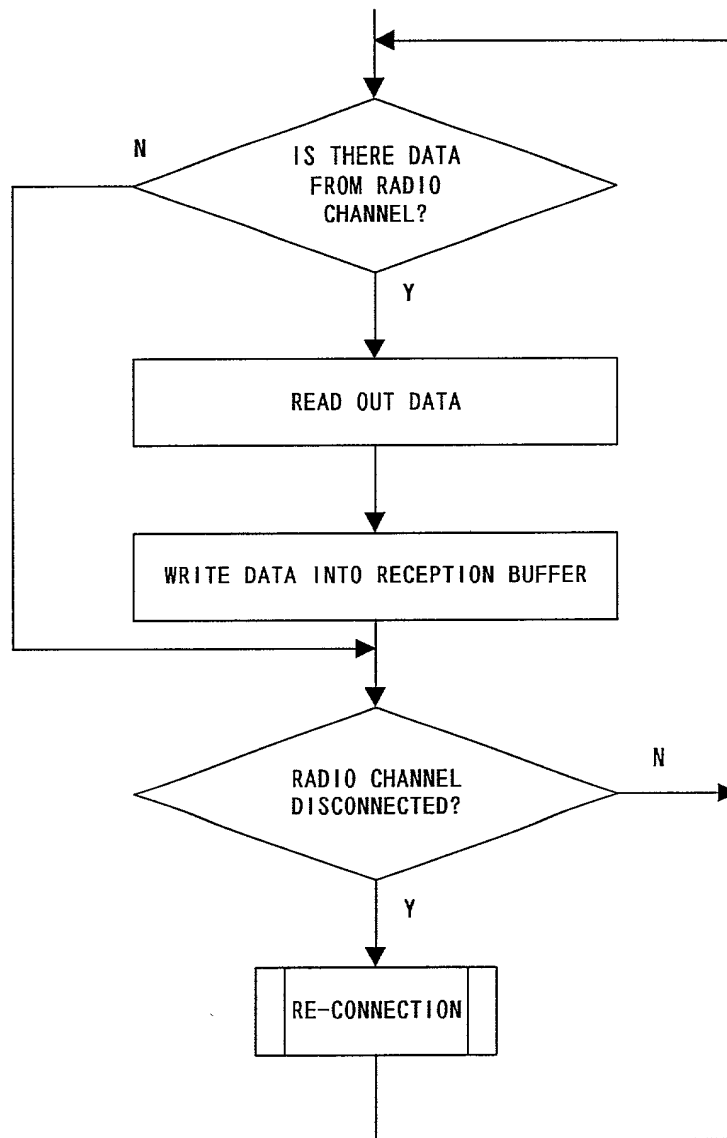 N
IS THERE DATA
FROM RADIO
CHANNEL?
Y
READ OUT DATA
WRITE DATA INTO RECEPTION BUFFER
RADIO CHANNEL
DISCONNECTED?
N
Y
RE-CONNECTION